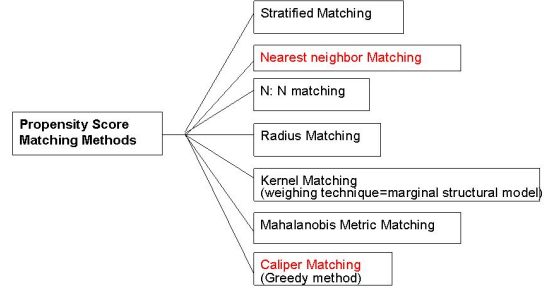 Stratified Matching
Nearest neighbor Matching
N: N matching
Propensity Score
Matching Methods
Radius Matching
Kernel Matching
(weighing technique=marginal structural model)
Mahalanobis Metric Matching
Caliper Matching
(Greedy method)